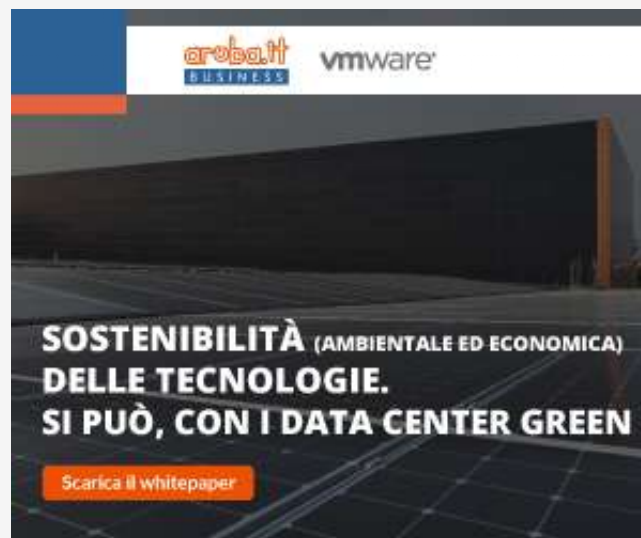 aruba.it
BUSINESS
vmware®
SOSTENIBILITÀ (AMBIENTALE ED ECONOMICA)
DELLE TECNOLOGIE.
SI PUÒ, CON I DATA CENTER GREEN
Scarica il whitepaper